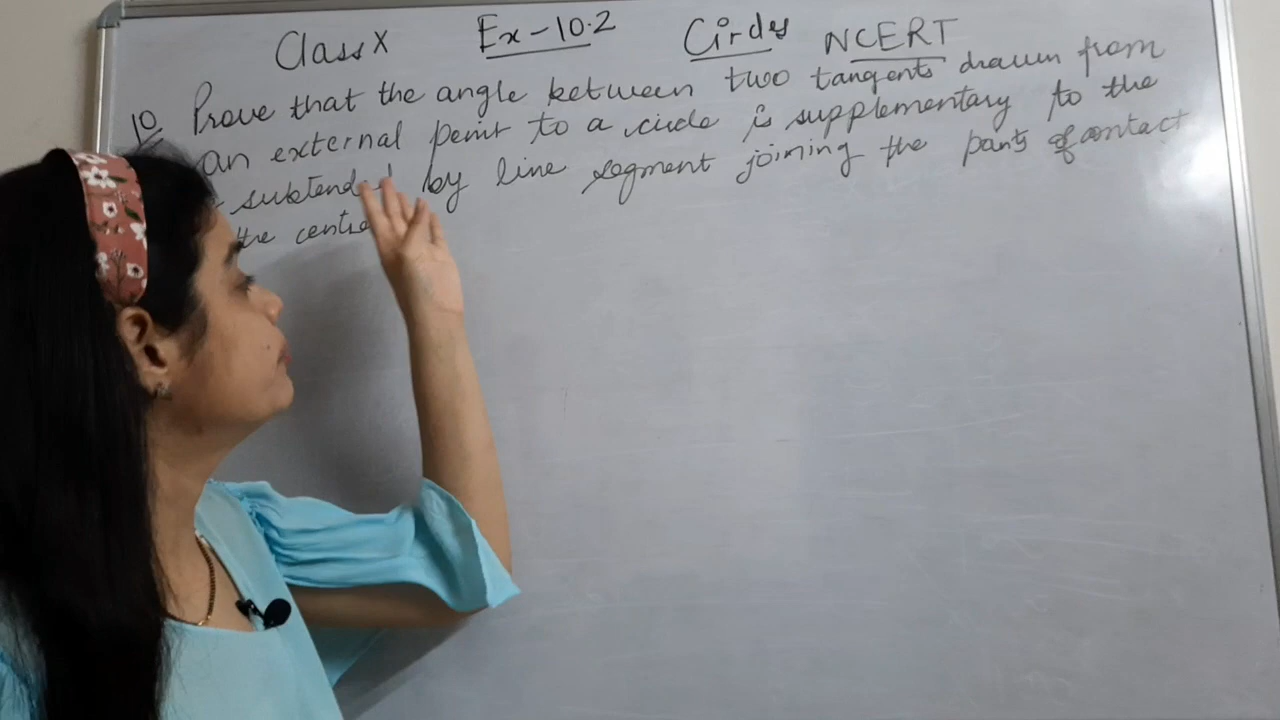 Class X Ex-10.2 Circles NCERT
10 Prove that the angle between two tangents drawn from
an external point to a circle is supplementary to the
subtended by line segment joining the points of contact
the centre